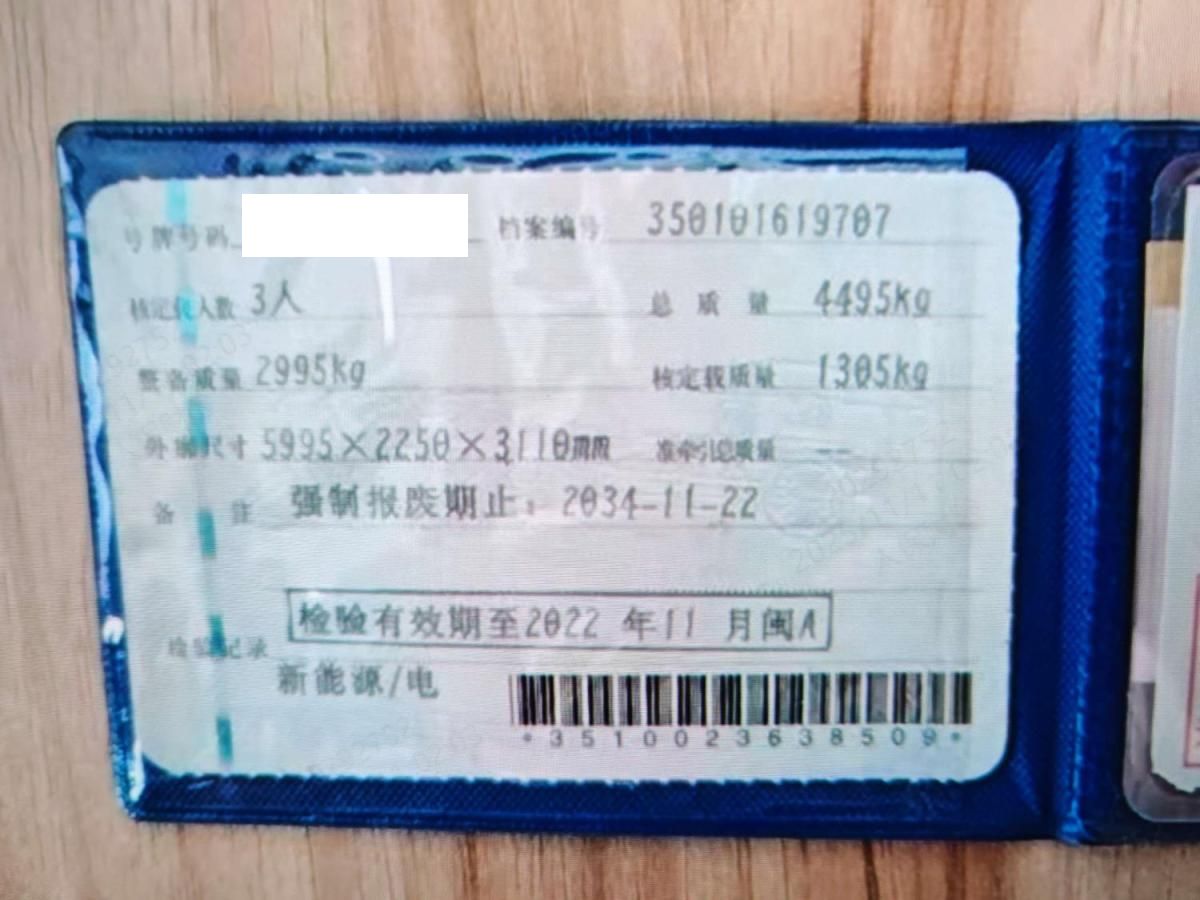 号牌号码 档案编号 350101619707
核定载人数 3人 总质量 4495kg
整备质量 2995kg 核定载质量 1305kg
外廓尺寸 5995×2250×3110mm 准牵引总质量 --
备注 强制报废期止：2034-11-22
检验有效期至2022年11月闽A
检验记录
新能源/电
*3510023638509*